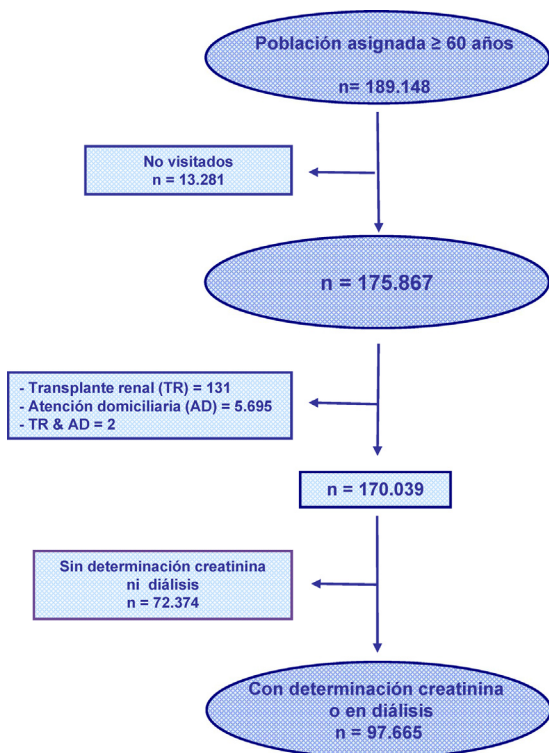 Población asignada ≥ 60 años
n= 189.148
No visitados
n = 13.281
n = 175.867
- Transplante renal (TR) = 131
- Atención domiciliaria (AD) = 5.695
- TR & AD = 2
n = 170.039
Sin determinación creatinina
ni diálisis
n = 72.374
Con determinación creatinina
o en diálisis
n = 97.665